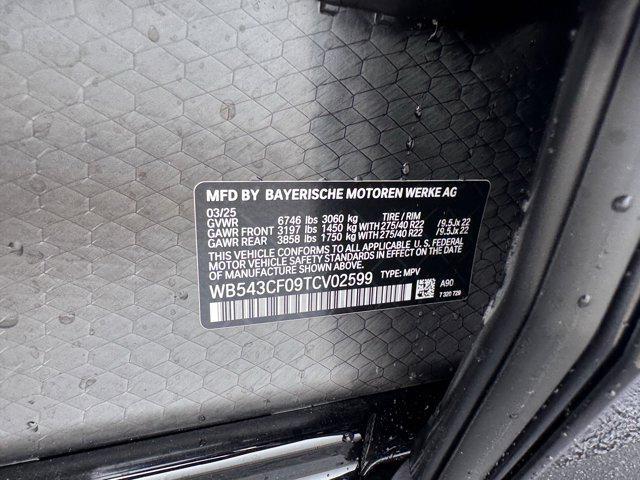 MFD BY BAYERISCHE MOTOREN WERKE AG
03/25
GVWR 6746 lbs 3060 kg TIRE / RIM
GAWR FRONT 3197 lbs 1450 kg WITH 275/40 R22 / 9.5Jx 22
GAWR REAR 3858 lbs 1750 kg WITH 275/40 R22 / 9.5Jx 22
THIS VEHICLE CONFORMS TO ALL APPLICABLE U.S. FEDERAL
MOTOR VEHICLE SAFETY STANDARDS IN EFFECT ON THE DATE
OF MANUFACTURE SHOWN ABOVE.
WB543CF09TCV02599 TYPE: MPV
A90
7 320 729